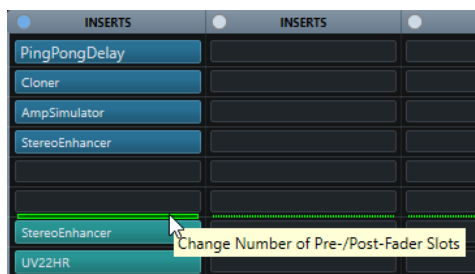 INSERTS INSERTS
PingPongDelay
Cloner
AmpSimulator
StereoEnhancer
StereoEnhancer
Change Number of Pre-/Post-Fader Slots
UV22HR